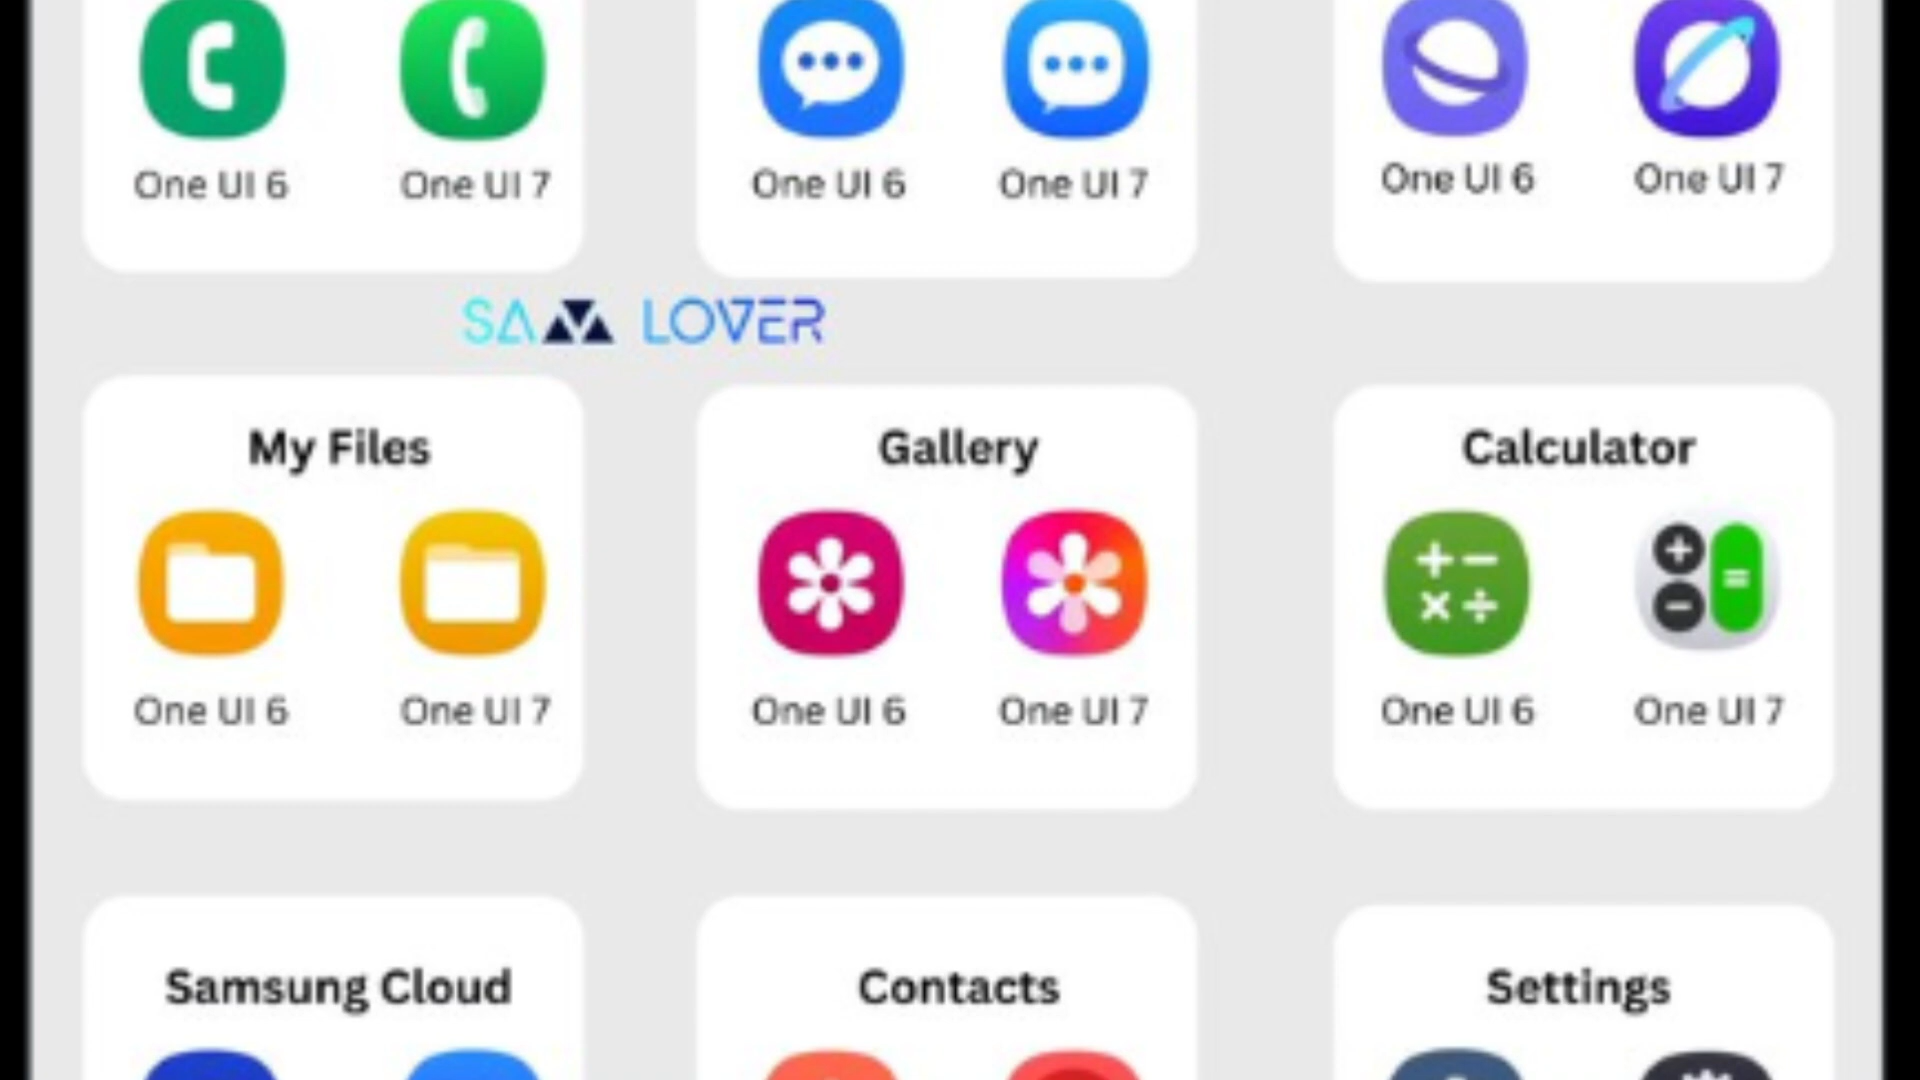 One UI 6 One UI 7 One UI 6 One UI 7 One UI 6 One UI 7
SAM LOVER
My Files Gallery Calculator
One UI 6 One UI 7 One UI 6 One UI 7 One UI 6 One UI 7
Samsung Cloud Contacts Settings